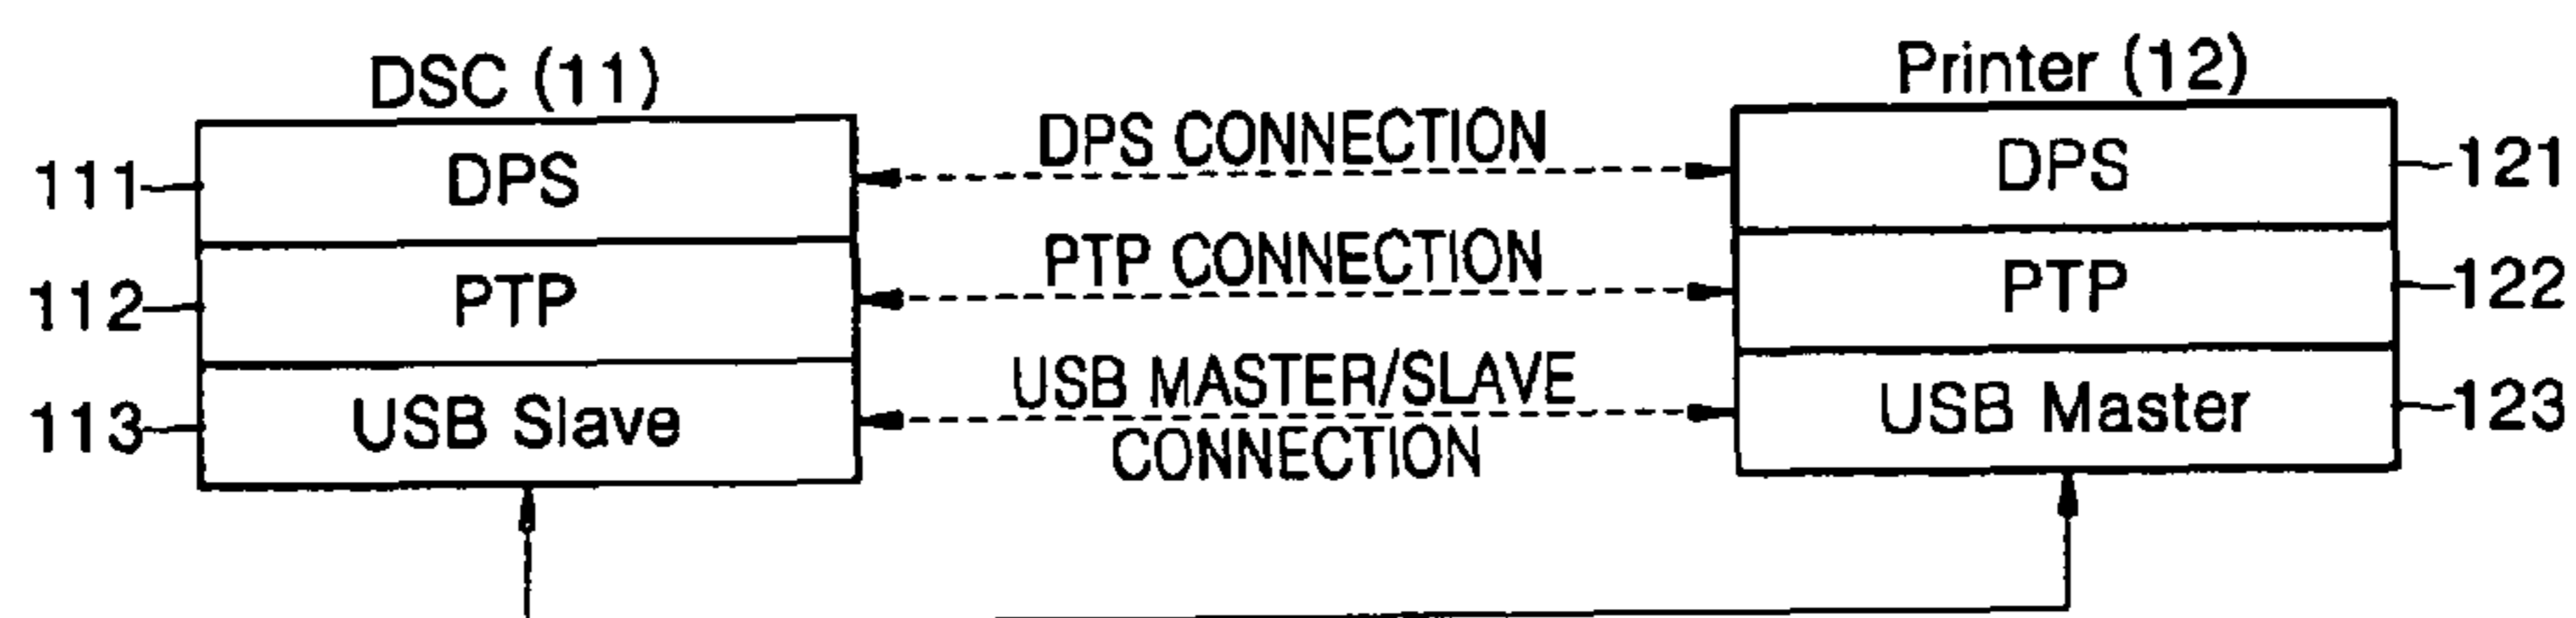 DSC (11)
Printer (12)
111 DPS DPS CONNECTION DPS 121
112 PTP PTP CONNECTION PTP 122
113 USB Slave USB MASTER/SLAVE USB Master 123
CONNECTION